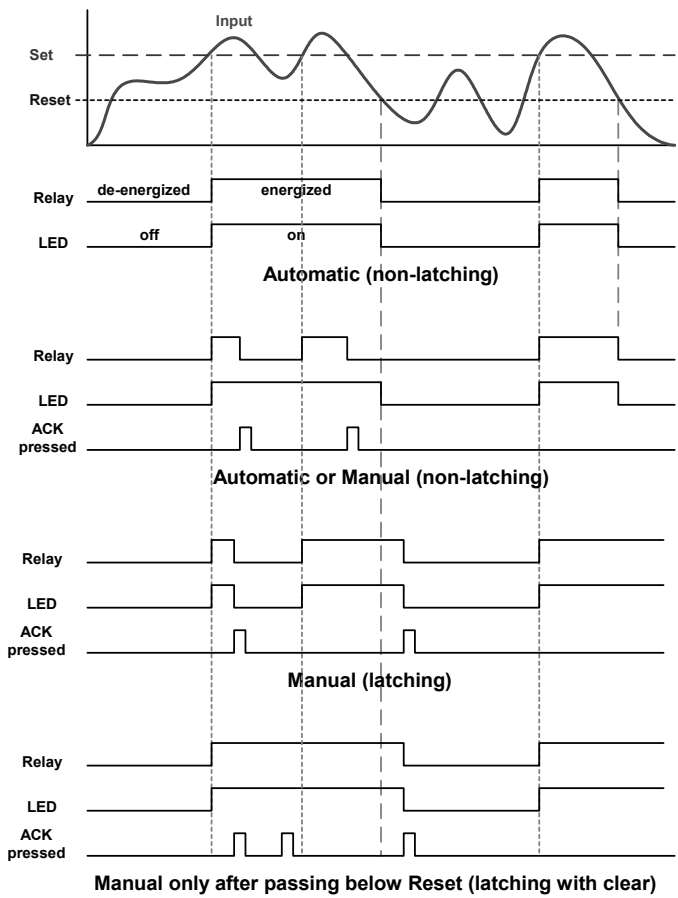 Input
Set
Reset
Relay de-energized energized
LED off on
Automatic (non-latching)
Relay
LED
ACK
pressed
Automatic or Manual (non-latching)
Relay
LED
ACK
pressed
Manual (latching)
Relay
LED
ACK
pressed
Manual only after passing below Reset (latching with clear)